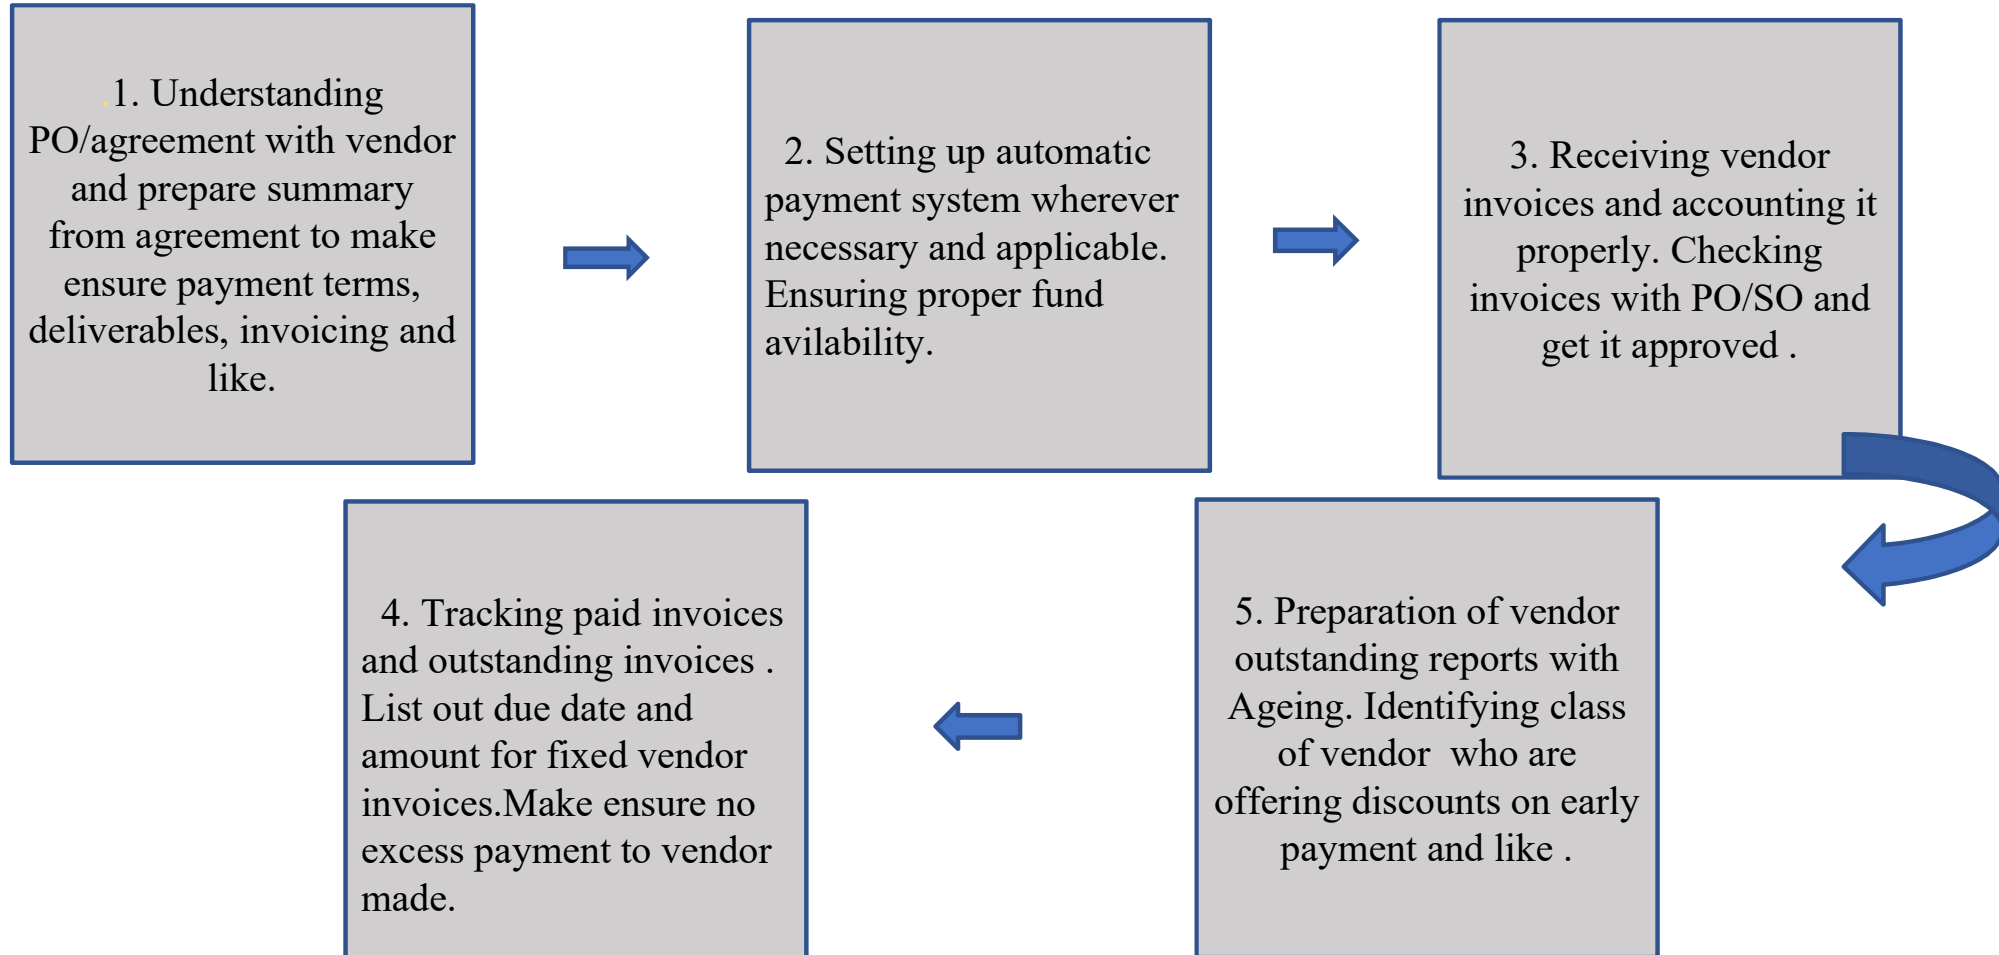 .1. Understanding
PO/agreement with vendor
and prepare summary
from agreement to make
ensure payment terms,
deliverables, invoicing and
like.
2. Setting up automatic
payment system wherever
necessary and applicable.
Ensuring proper fund
avilability.
3. Receiving vendor
invoices and accounting it
properly. Checking
invoices with PO/SO and
get it approved .
4. Tracking paid invoices
and outstanding invoices .
List out due date and
amount for fixed vendor
invoices.Make ensure no
excess payment to vendor
made.
5. Preparation of vendor
outstanding reports with
Ageing. Identifying class
of vendor  who are
offering discounts on early
payment and like .